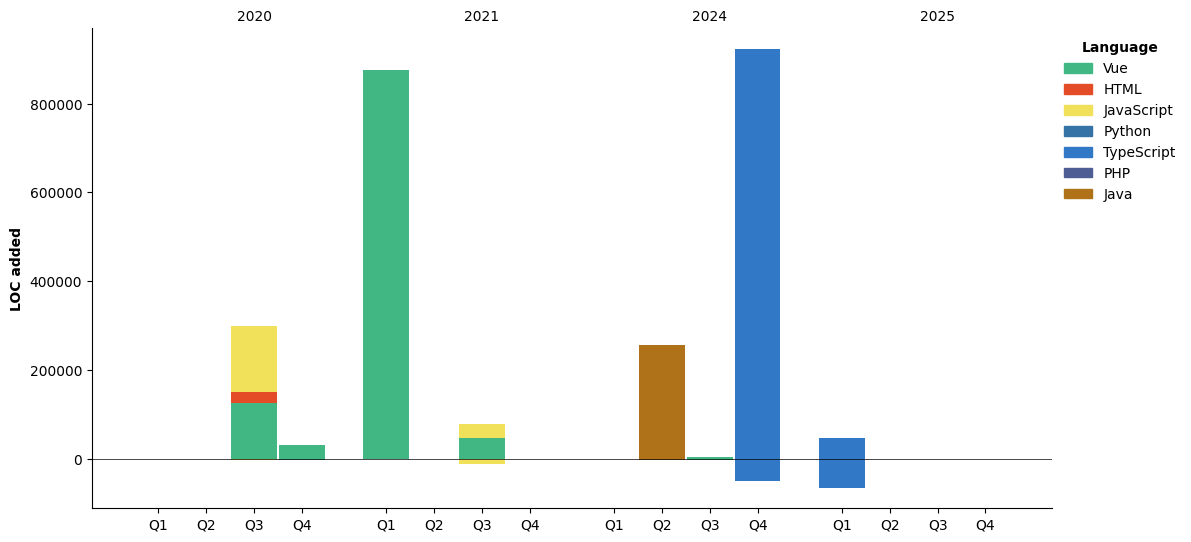 2020 2021 2024 2025
Language
Vue
HTML
JavaScript
Python
TypeScript
PHP
Java
LOC added
800000
600000
400000
200000
0
Q1 Q2 Q3 Q4 Q1 Q2 Q3 Q4 Q1 Q2 Q3 Q4 Q1 Q2 Q3 Q4